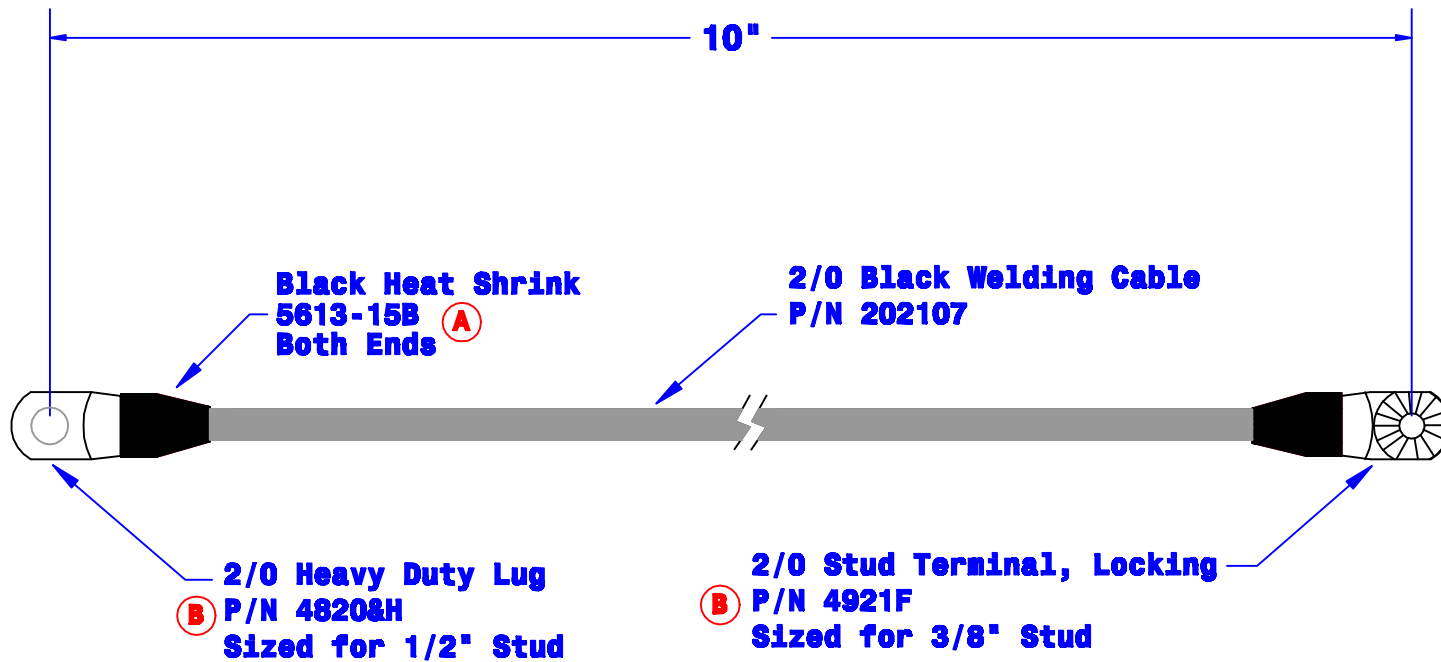 10"
Black Heat Shrink
5613-15B
A
Both Ends
2/0 Black Welding Cable
P/N 202107
2/0 Heavy Duty Lug
B P/N 4820&H
Sized for 1/2" Stud
2/0 Stud Terminal, Locking
B P/N 4921F
Sized for 3/8" Stud